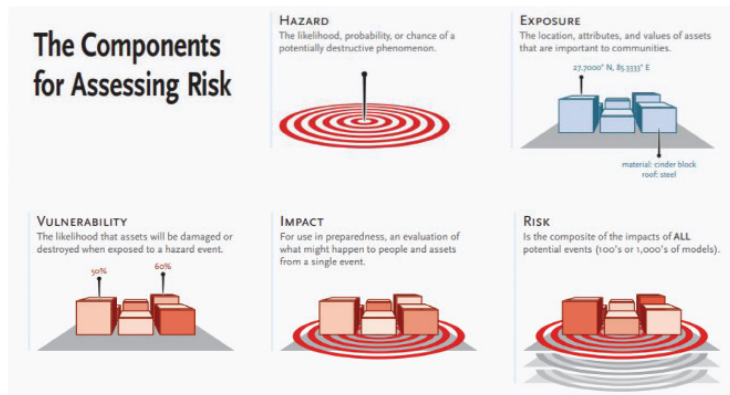 The Components
for Assessing Risk
HAZARD
The likelihood, probability, or chance of a
potentially destructive phenomenon.
EXPOSURE
The location, attributes, and values of assets
that are important to communities.
27.7000° N, 85.3333° E
material: cinder block
roof: steel
VULNERABILITY
The likelihood that assets will be damaged or
destroyed when exposed to a hazard event.
50%
60%
IMPACT
For use in preparedness, an evaluation of
what might happen to people and assets
from a single event.
RISK
Is the composite of the impacts of ALL
potential events (100's or 1,000's of models).